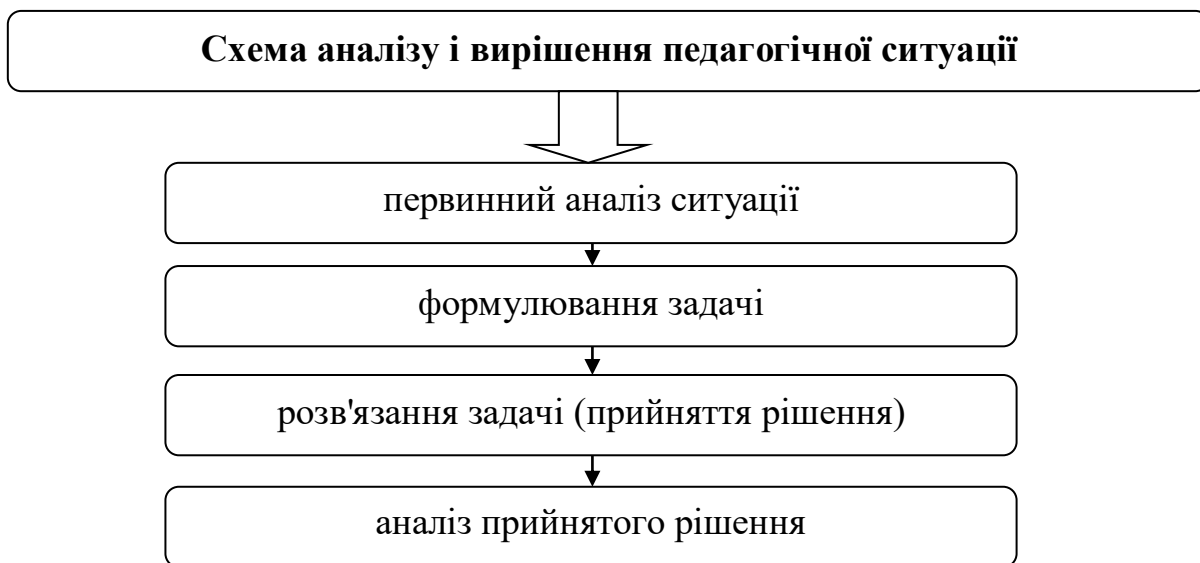 Схема аналізу і вирішення педагогічної ситуації
первинний аналіз ситуації
формулювання задачі
розв'язання задачі (прийняття рішення)
аналіз прийнятого рішення